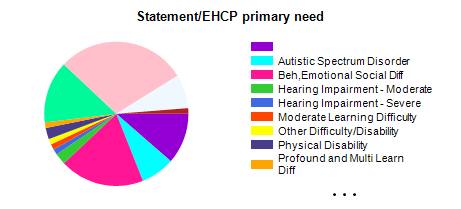 Statement/EHCP primary need
Autistic Spectrum Disorder
Beh,Emotional Social Diff
Hearing Impairment - Moderate
Hearing Impairment - Severe
Moderate Learning Difficulty
Other Difficulty/Disability
Physical Disability
Profound and Multi Learn
Diff
...